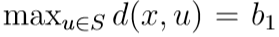 max_{u∈S} d(x, u) = b_1